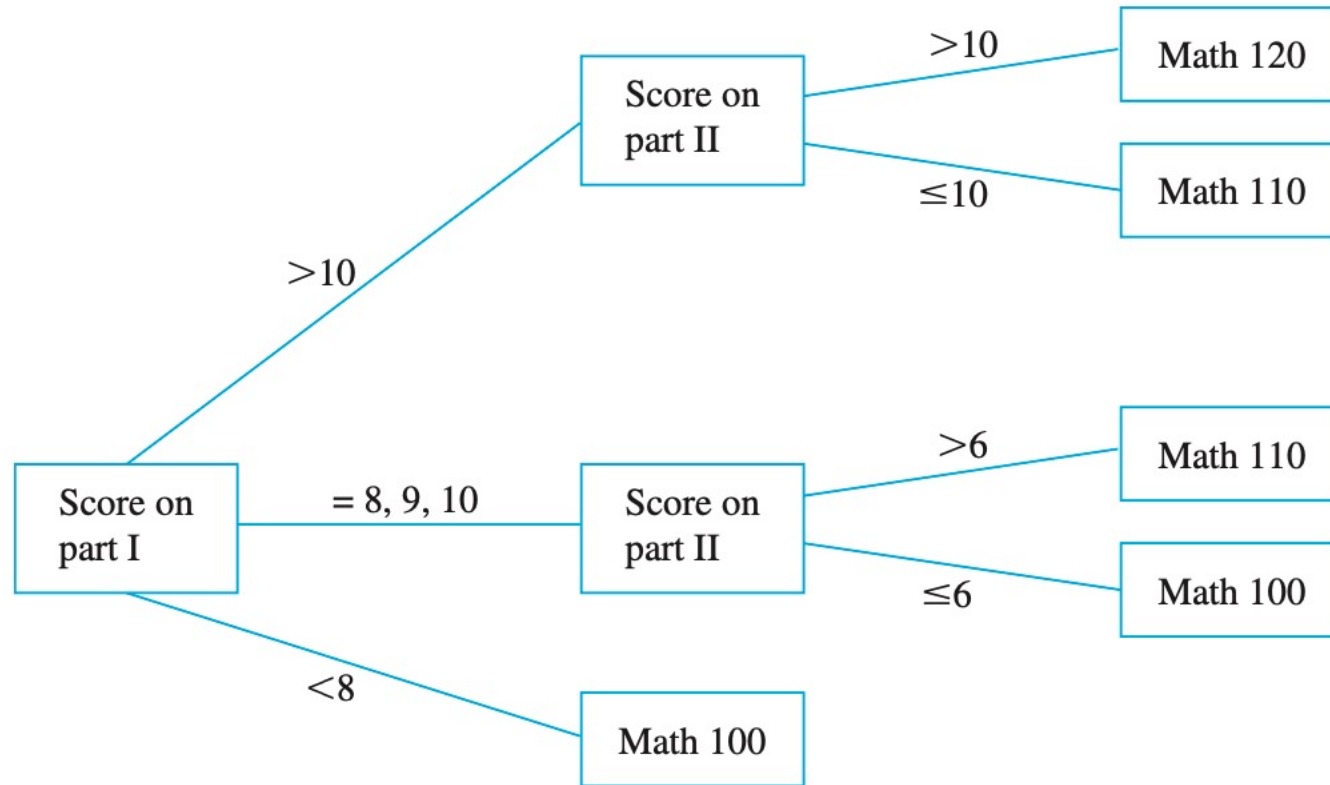 >10
Math 120
Score on
part II
≤10
Math 110
>10
>6
Math 110
Score on
part I
= 8, 9, 10
Score on
part II
≤6
Math 100
<8
Math 100